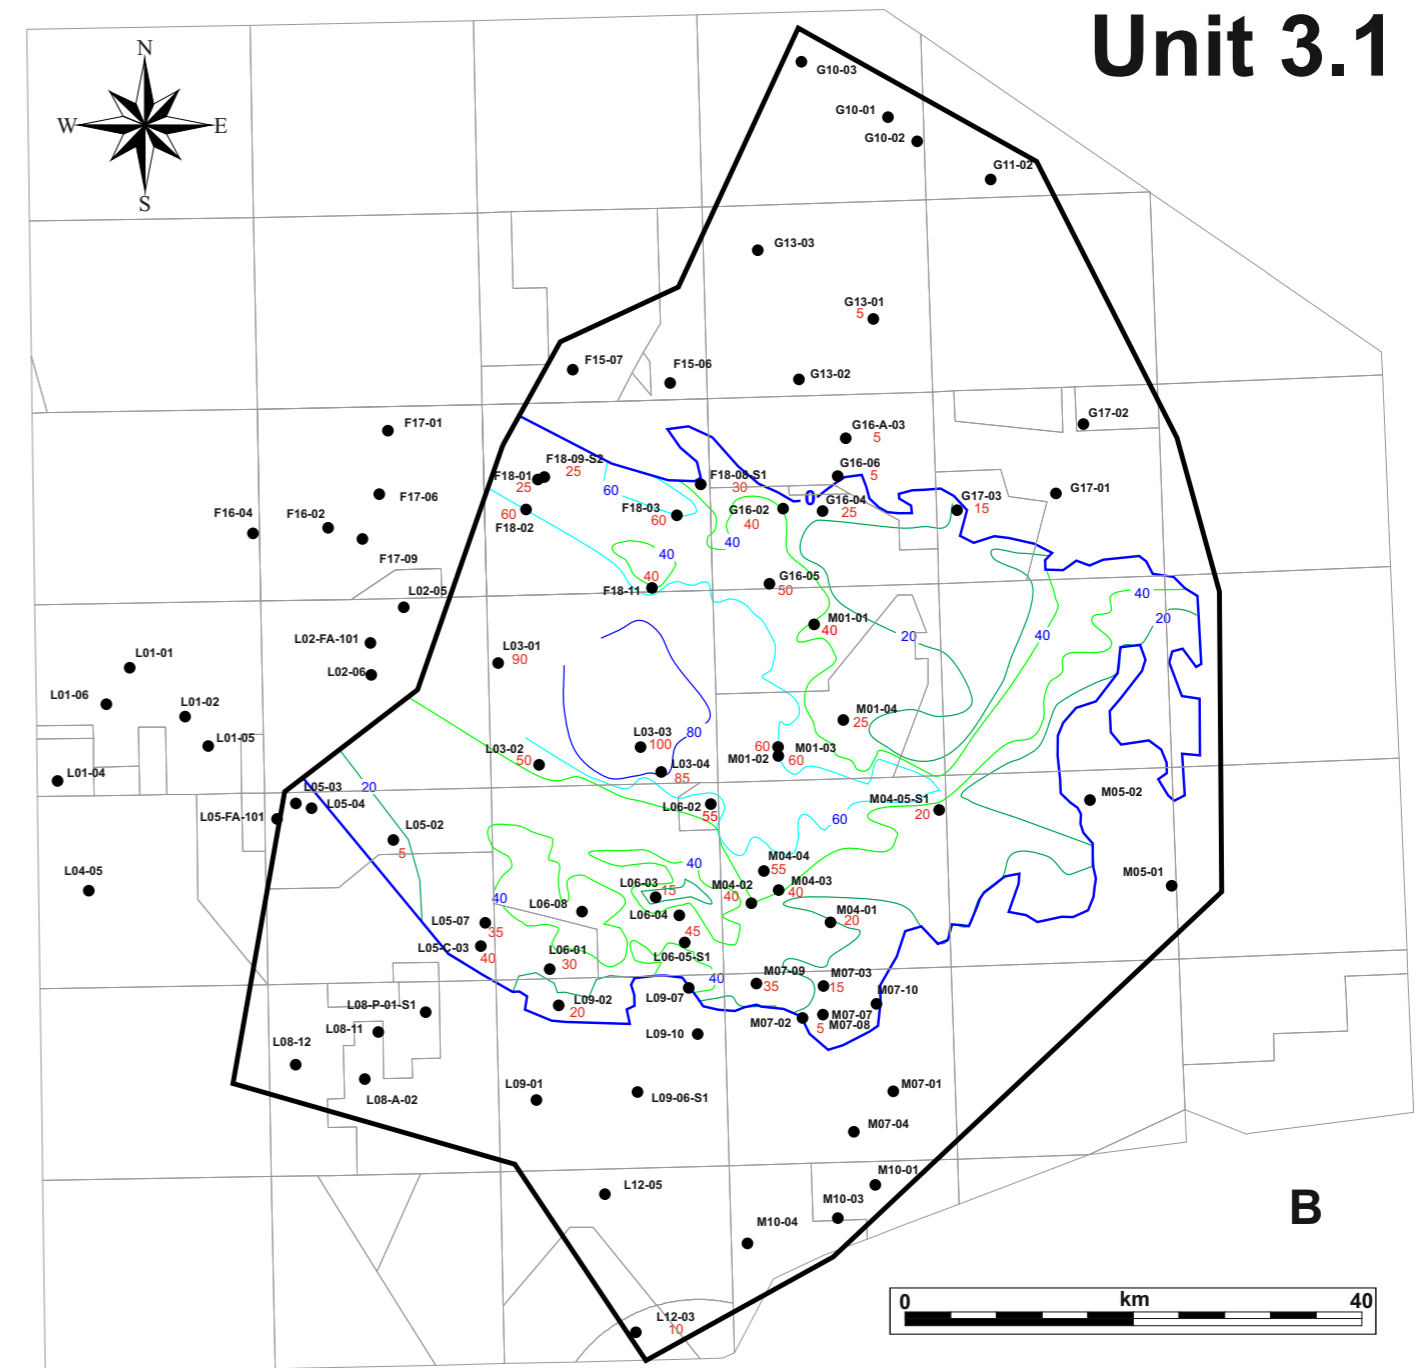 Unit 3.1
N
W E
S
G10-03
G10-01
G10-02
G11-02
G13-03
G13-01
5
F15-07
F15-06
G13-02
G17-02
F17-01
G16-A-03
5
F18-09-S2
F18-01
25
25
F18-08-S1
30
G16-06
5
60
0
F17-06
G17-01
G17-03
15
F16-04
F16-02
60
F18-02
F18-03
60
G16-02
40
G16-04
25
F17-09
40
40
40
F18-11
G16-05
50
L02-05
40
20
M01-01
40
20
40
L02-FA-101
L03-01
90
L01-01
L02-06
L01-06
L01-02
M01-04
25
80
L01-05
L03-03
100
L03-02
50
60
M01-03
M01-02
60
L01-04
L03-04
85
20
L05-03
L05-04
L05-FA-101
L06-02
55
M04-05-S1
20
M05-02
60
L05-02
5
L04-05
40
M04-04
55
M05-01
L06-03
15
M04-02
40
M04-03
40
40
L06-08
L06-04
M04-01
20
L05-07
35
45
L05-C-03
40
L06-01
30
L06-05-S1
40
M07-09
35
M07-03
15
L09-07
M07-10
L08-P-01-S1
L09-02
20
M07-02
M07-07
5
M07-08
L08-11
L09-10
L08-12
L08-A-02
L09-01
L09-06-S1
M07-01
M07-04
M10-01
L12-05
M10-03
B
M10-04
0 km 40
L12-03
10